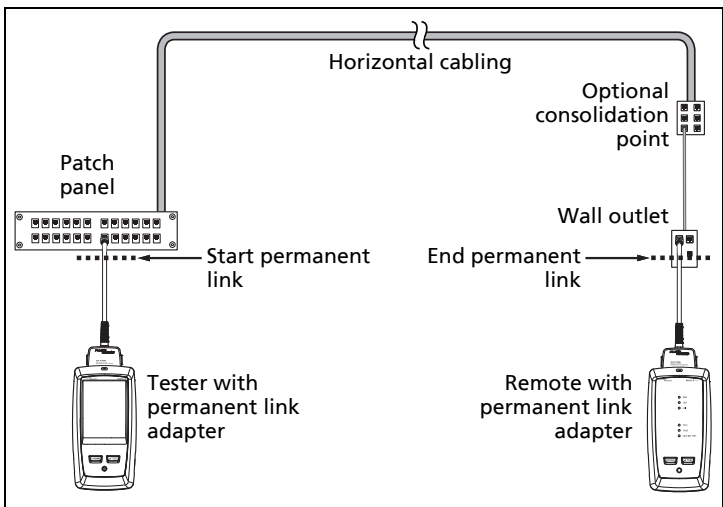 Horizontal cabling
Optional
consolidation
point
Patch
panel
Wall outlet
Start permanent
link
End permanent
link
Tester with
permanent link
adapter
Remote with
permanent link
adapter